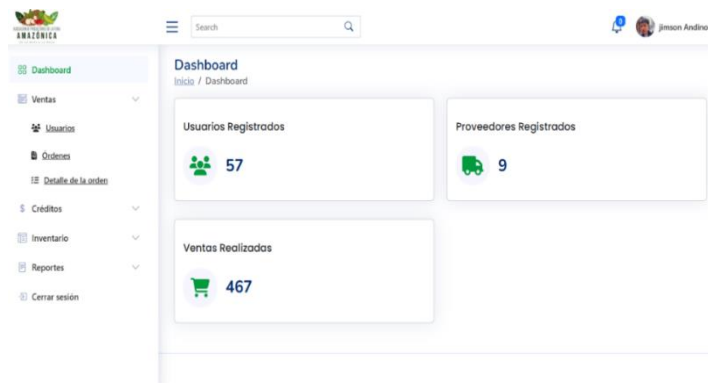 AMAZÓNICA
Search
0
jimson Andino
Dashboard
Ventas
Usuarios
Órdenes
Detalle de la orden
Créditos
Inventario
Reportes
Cerrar sesión
Dashboard
Inicio / Dashboard
Usuarios Registrados
57
Proveedores Registrados
9
Ventas Realizadas
467